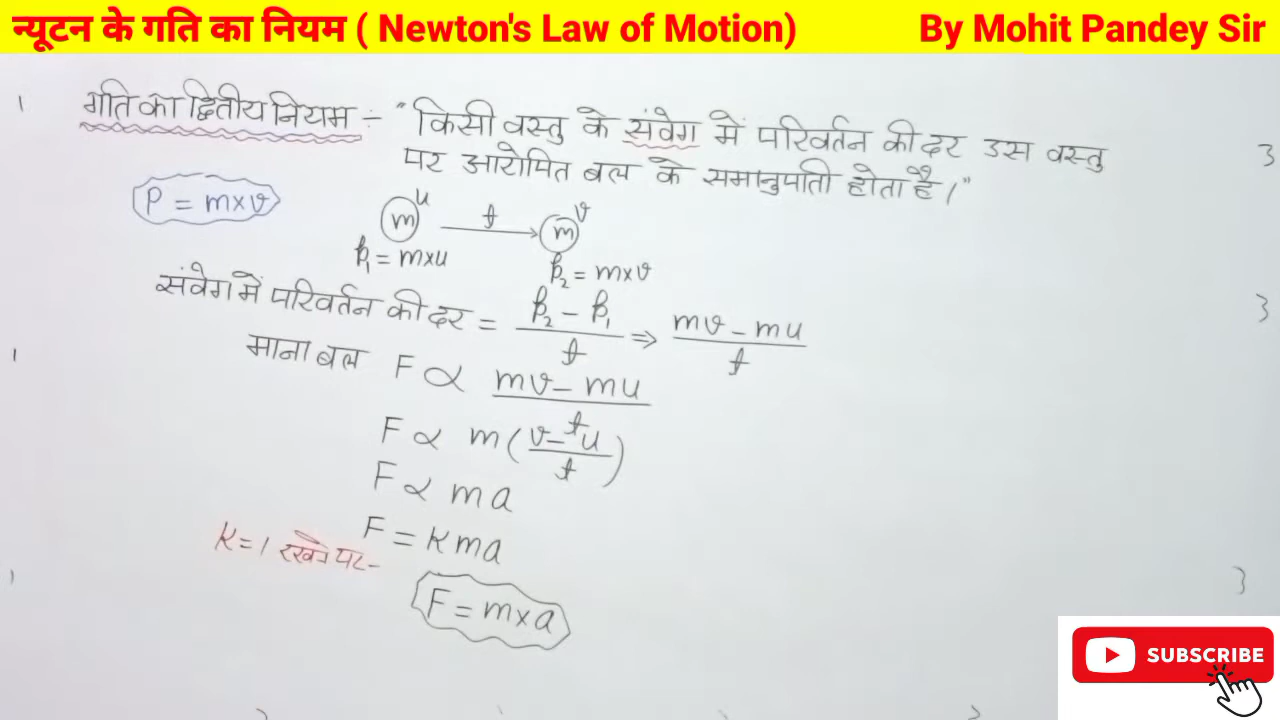 न्यूटन के गति का नियम ( Newton's Law of Motion) By Mohit Pandey Sir
गति का द्वितीय नियम :- "किसी वस्तु के संवेग में परिवर्तन की दर उस वस्तु
पर आरोपित बल के समानुपाती होता है।"
P = m×v
m u t m v
p₁ = m×u
p₂ = m×v
संवेग में परिवर्तन की दर = (p₂ - p₁)/t ⇒ (mv - mu)/t
माना बल F ∝ (mv - mu)/t
F ∝ m((v - u)/t)
F ∝ ma
F = kma
K=1 रखने पर-
F = m×a
SUBSCRIBE